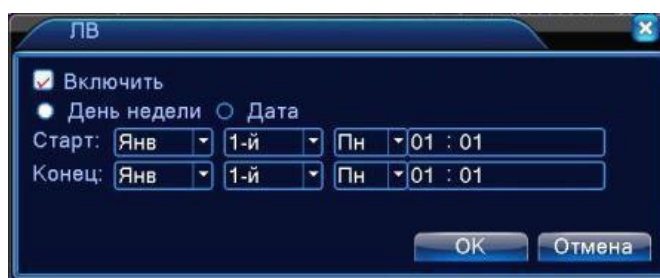 ЛВ
Включить
День недели Дата
Старт: Янв 1-й Пн 01 : 01
Конец: Янв 1-й Пн 01 : 01
OK Отмена